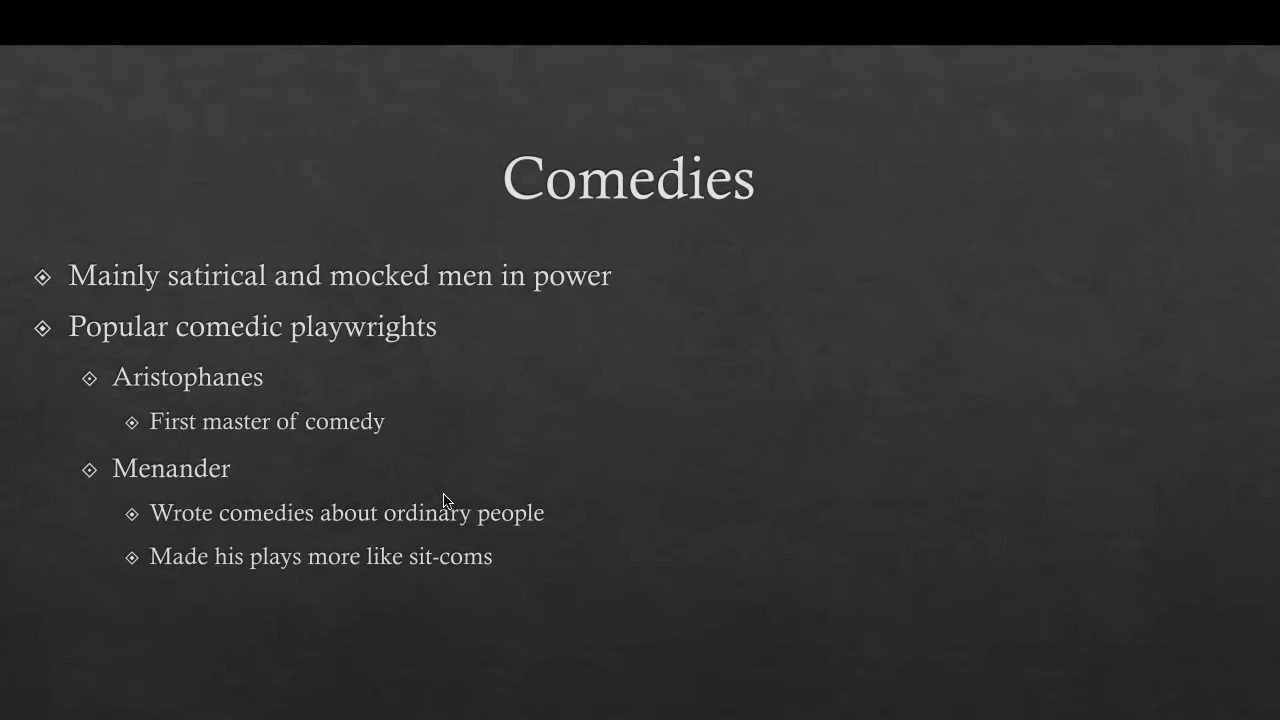 Comedies
Mainly satirical and mocked men in power
Popular comedic playwrights
Aristophanes
First master of comedy
Menander
Wrote comedies about ordinary people
Made his plays more like sit-coms